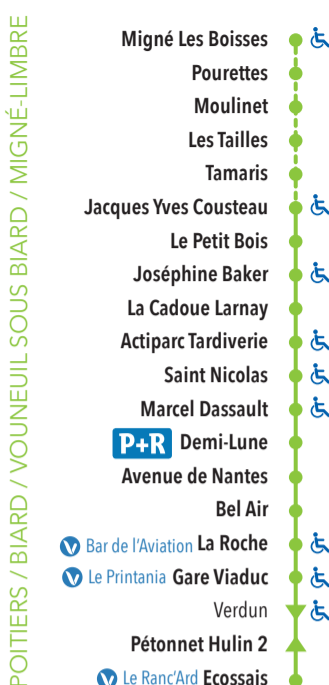 POITIERS / BIARD / VOUNEUIL SOUS BIARD / MIGNÉ-LIMBRE
Migné Les Boisses
Pourettes
Moulinet
Les Tailles
Tamaris
Jacques Yves Cousteau
Le Petit Bois
Joséphine Baker
La Cadoue Larnay
Actiparc Tardiverie
Saint Nicolas
Marcel Dassault
P+R Demi-Lune
Avenue de Nantes
Bel Air
V Bar de l'Aviation La Roche
V Le Printania Gare Viaduc
Verdun
Pétonnet Hulin 2
V Le Ranc'Ard Ecossais